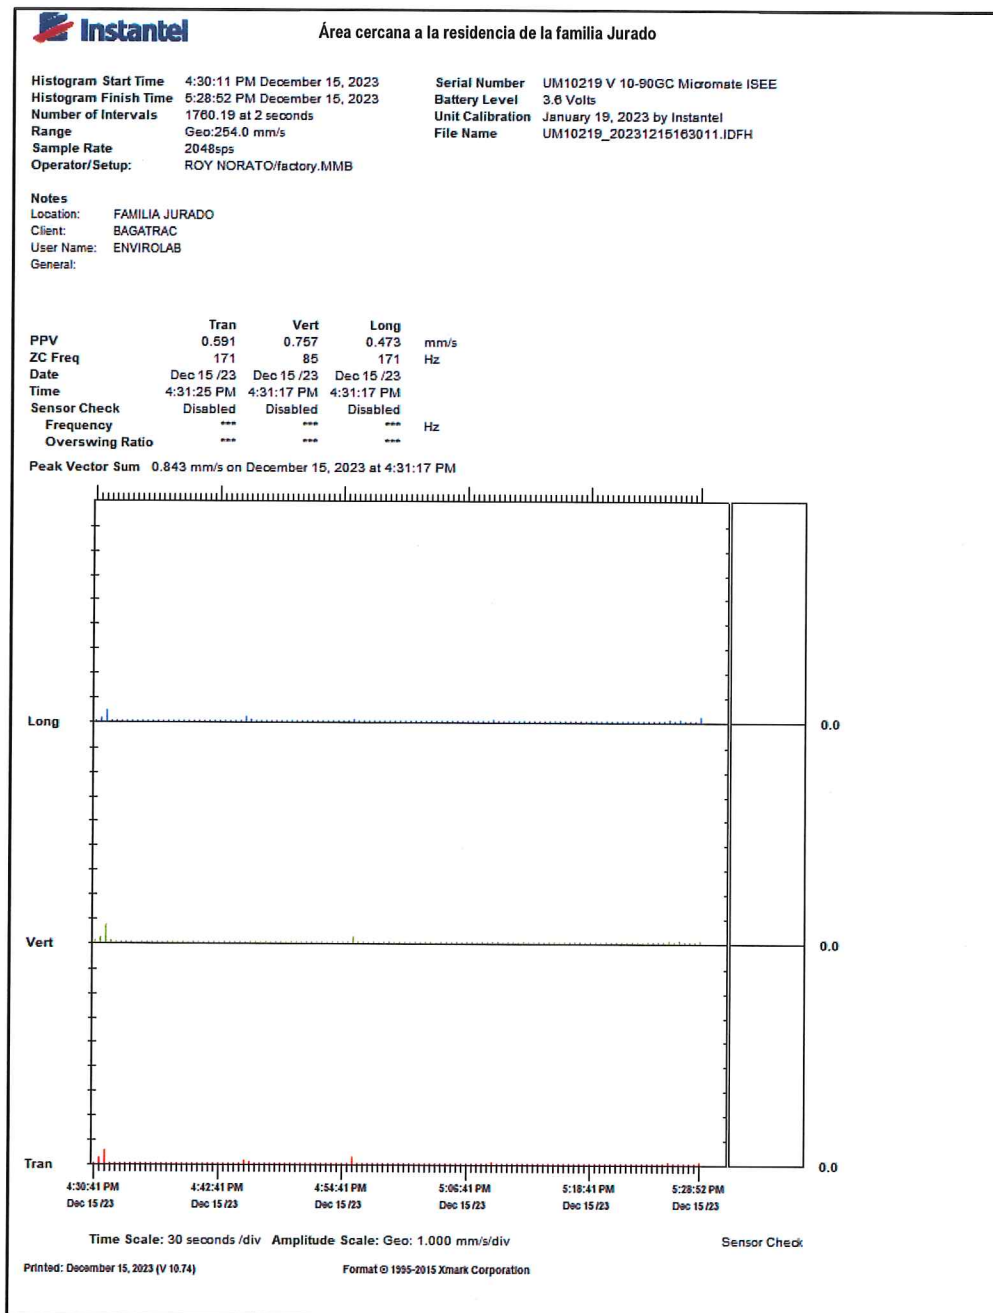 Instantel
Área cercana a la residencia de la familia Jurado
Histogram Start Time 4:30:11 PM December 15, 2023
Histogram Finish Time 5:28:52 PM December 15, 2023
Number of Intervals 1760.19 at 2 seconds
Range Geo:254.0 mm/s
Sample Rate 2048sps
Operator/Setup: ROY NORATO/factory.MMB
Serial Number UM10219 V 10-90GC Micromate ISEE
Battery Level 3.6 Volts
Unit Calibration January 19, 2023 by Instantel
File Name UM10219_20231215163011.IDFH
Notes
Location: FAMILIA JURADO
Client: BAGATRAC
User Name: ENVIROLAB
General:
Tran Vert Long
PPV 0.591 0.757 0.473 mm/s
ZC Freq 171 85 171 Hz
Date Dec 15 /23 Dec 15 /23 Dec 15 /23
Time 4:31:25 PM 4:31:17 PM 4:31:17 PM
Sensor Check Disabled Disabled Disabled
Frequency *** *** *** Hz
Overswing Ratio *** *** ***
Peak Vector Sum 0.843 mm/s on December 15, 2023 at 4:31:17 PM
Long 0.0
Vert 0.0
Tran 0.0
4:30:41 PM 4:42:41 PM 4:54:41 PM 5:06:41 PM 5:18:41 PM 5:28:52 PM
Dec 15 /23 Dec 15 /23 Dec 15 /23 Dec 15 /23 Dec 15 /23 Dec 15 /23
Time Scale: 30 seconds /div Amplitude Scale: Geo: 1.000 mm/s/div
Sensor Check
Printed: December 15, 2023 (V 10.74)
Format © 1995-2015 Xmark Corporation